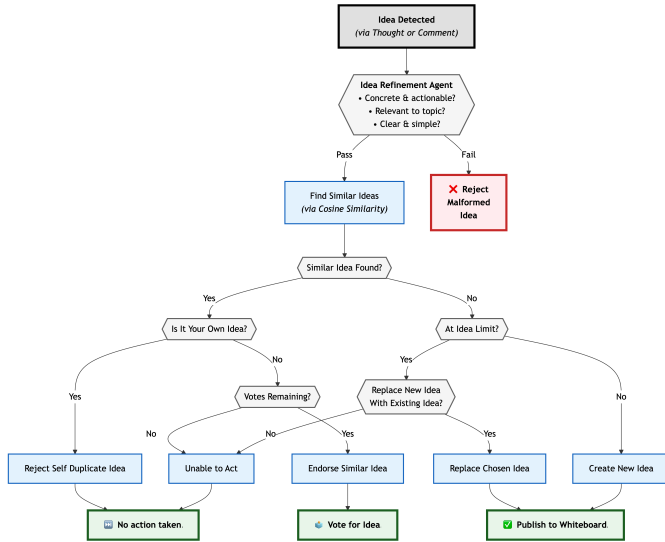 Idea Detected
(via Thought or Comment)
Idea Refinement Agent
• Concrete & actionable?
• Relevant to topic?
• Clear & simple?
Pass
Fail
Find Similar Ideas
(via Cosine Similarity)
❌ Reject
Malformed
Idea
Similar Idea Found?
Yes
No
Is It Your Own Idea?
At Idea Limit?
Yes
No
Yes
No
Votes Remaining?
Replace New Idea
With Existing Idea?
No
Yes
No
Yes
Reject Self Duplicate Idea
Unable to Act
Endorse Similar Idea
Replace Chosen Idea
Create New Idea
No action taken.
Vote for Idea.
✅ Publish to Whiteboard.